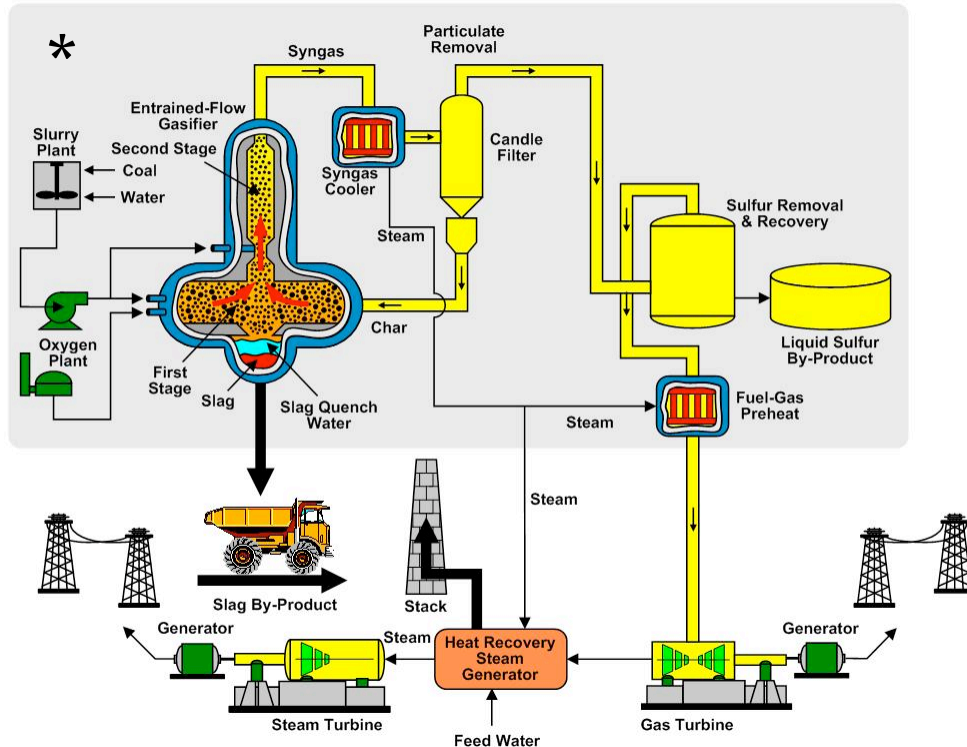 *
Syngas
Particulate
Removal
Entrained-Flow
Gasifier
Slurry
Plant
Second Stage
Coal
Water
Candle
Filter
Syngas
Cooler
Steam
Sulfur Removal
& Recovery
Char
Oxygen
Plant
First
Stage
Slag
Slag Quench
Water
Liquid Sulfur
By-Product
Fuel-Gas
Preheat
Steam
Steam
Slag By-Product
Stack
Generator
Steam
Heat Recovery
Steam
Generator
Generator
Steam Turbine
Gas Turbine
Feed Water